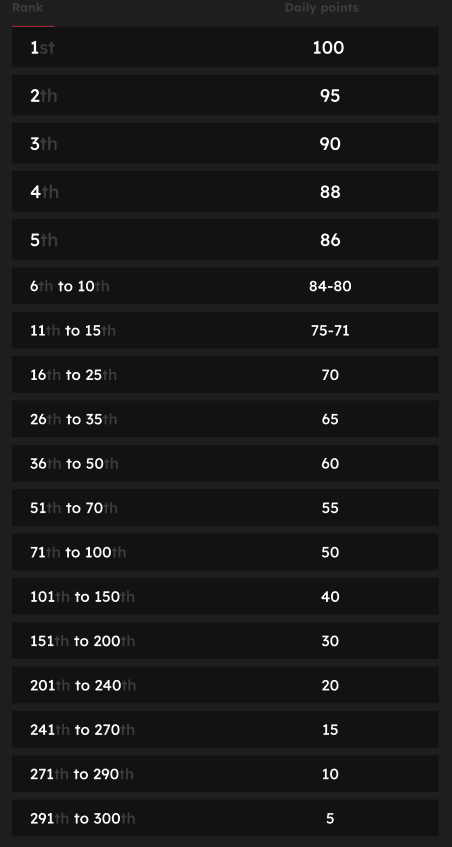 Rank Daily points
1st 100
2th 95
3th 90
4th 88
5th 86
6th to 10th 84-80
11th to 15th 75-71
16th to 25th 70
26th to 35th 65
36th to 50th 60
51th to 70th 55
71th to 100th 50
101th to 150th 40
151th to 200th 30
201th to 240th 20
241th to 270th 15
271th to 290th 10
291th to 300th 5